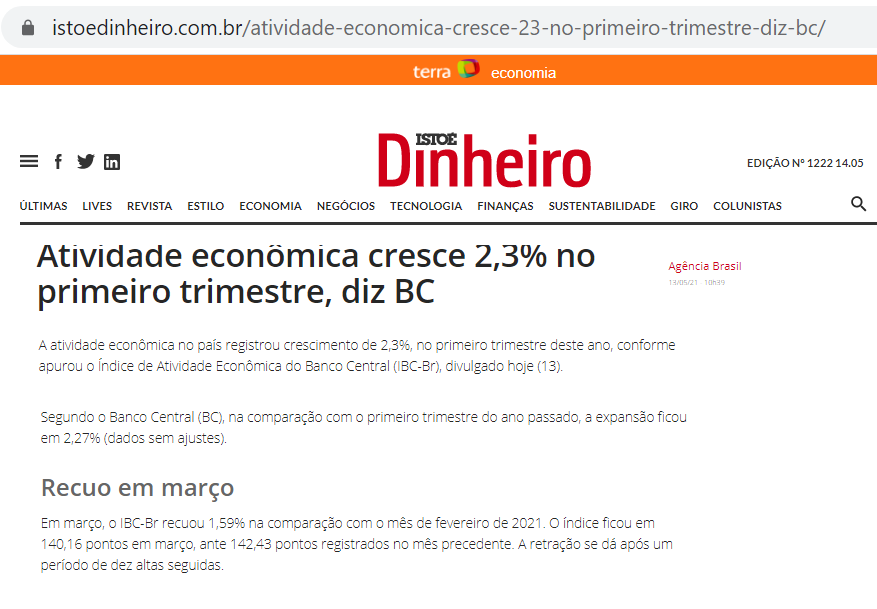 istoedinheiro.com.br/atividade-economica-cresce-23-no-primeiro-trimestre-diz-bc/
terra economia
ISTOÉ
Dinheiro
EDIÇÃO Nº 1222 14.05
ÚLTIMAS LIVES REVISTA ESTILO ECONOMIA NEGÓCIOS TECNOLOGIA FINANÇAS SUSTENTABILIDADE GIRO COLUNISTAS
Atividade econômica cresce 2,3% no
primeiro trimestre, diz BC
Agência Brasil
13/05/21 10h39
A atividade econômica no país registrou crescimento de 2,3%, no primeiro trimestre deste ano, conforme
apurou o Índice de Atividade Econômica do Banco Central (IBC-Br), divulgado hoje (13).
Segundo o Banco Central (BC), na comparação com o primeiro trimestre do ano passado, a expansão ficou
em 2,27% (dados sem ajustes).
Recuo em março
Em março, o IBC-Br recuou 1,59% na comparação com o mês de fevereiro de 2021. O índice ficou em
140,16 pontos em março, ante 142,43 pontos registrados no mês precedente. A retração se dá após um
período de dez altas seguidas.